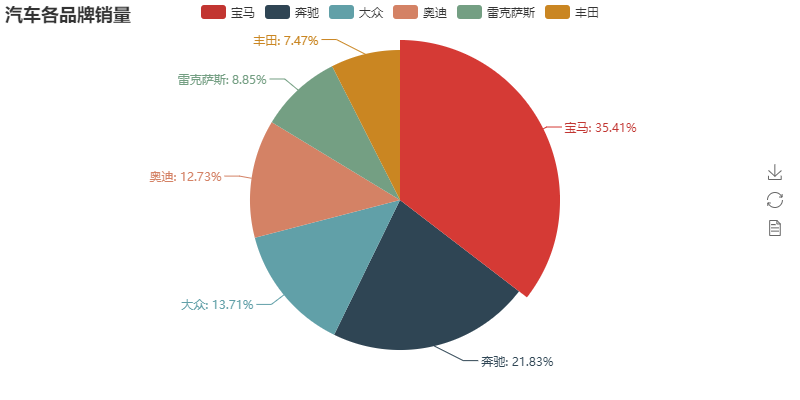 汽车各品牌销量
宝马 奔驰 大众 奥迪 雷克萨斯 丰田
丰田: 7.47%
雷克萨斯: 8.85%
宝马: 35.41%
奥迪: 12.73%
大众: 13.71%
奔驰: 21.83%